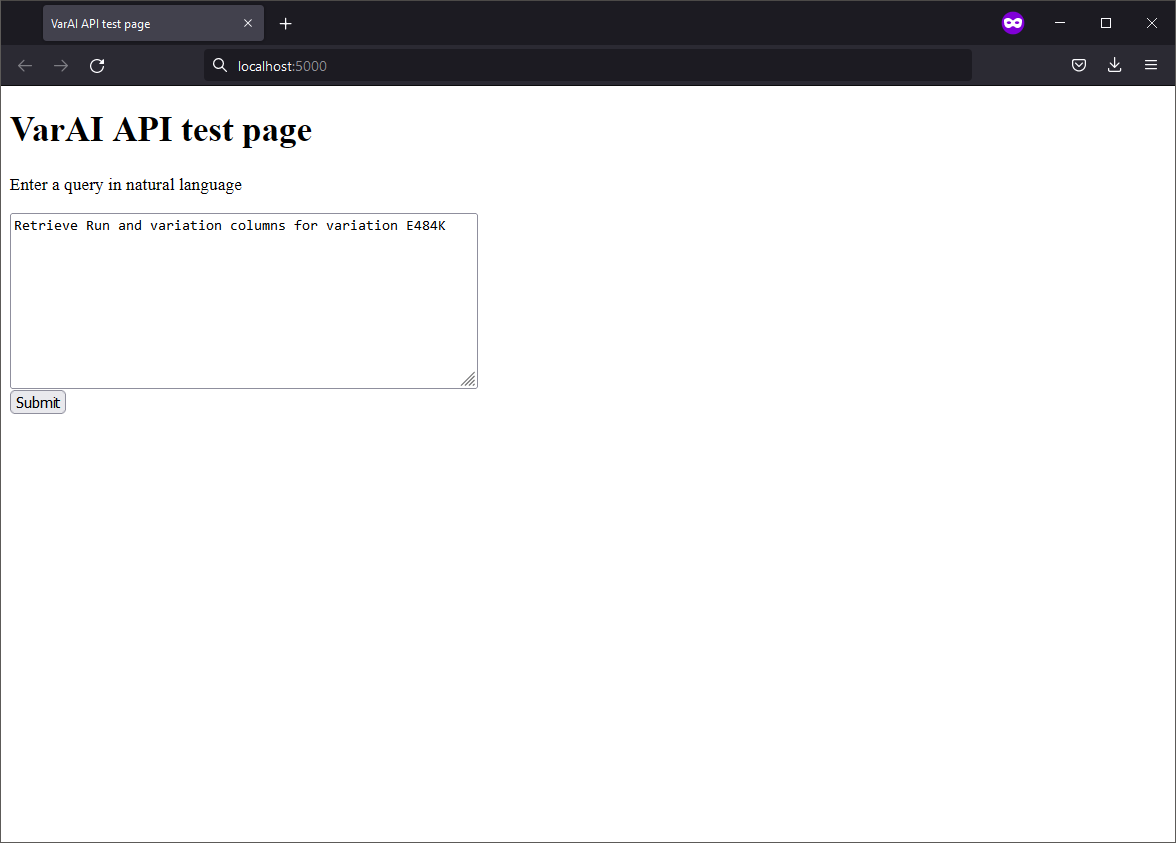 VarAI API test page
localhost:5000
VarAI API test page
Enter a query in natural language
Retrieve Run and variation columns for variation E484K
Submit